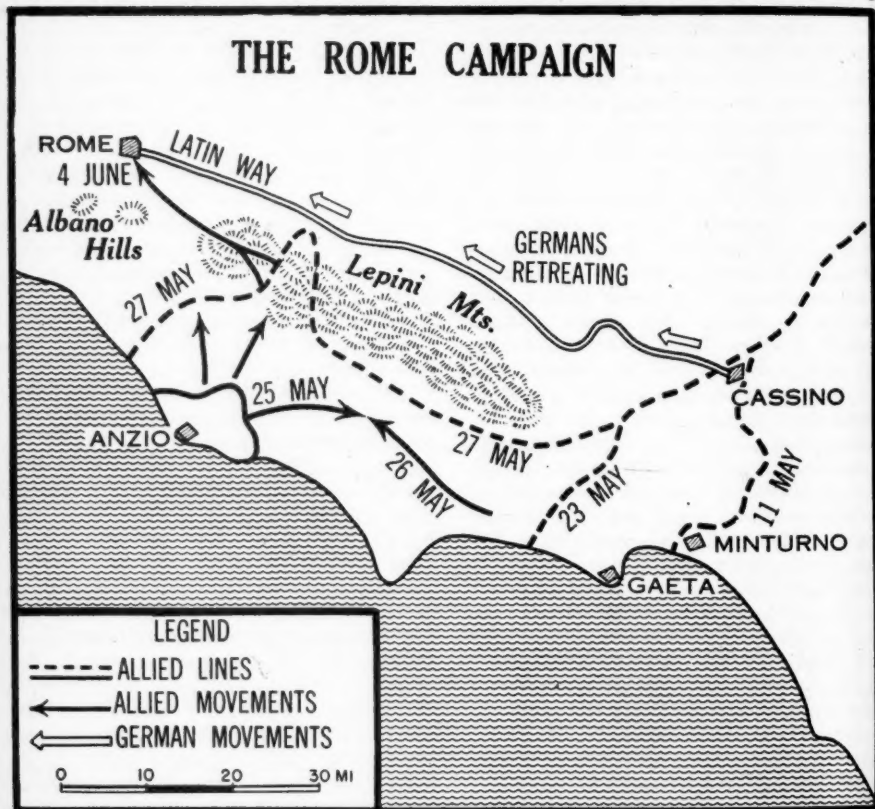 THE ROME CAMPAIGN
ROME
4 JUNE
LATIN WAY
Albano
Hills
GERMANS
RETREATING
Lepini Mts.
27 MAY
25 MAY
ANZIO
26 MAY
27 MAY
23 MAY
CASSINO
11 MAY
MINTURNO
GAETA
LEGEND
ALLIED LINES
ALLIED MOVEMENTS
GERMAN MOVEMENTS
0 10 20 30 MI